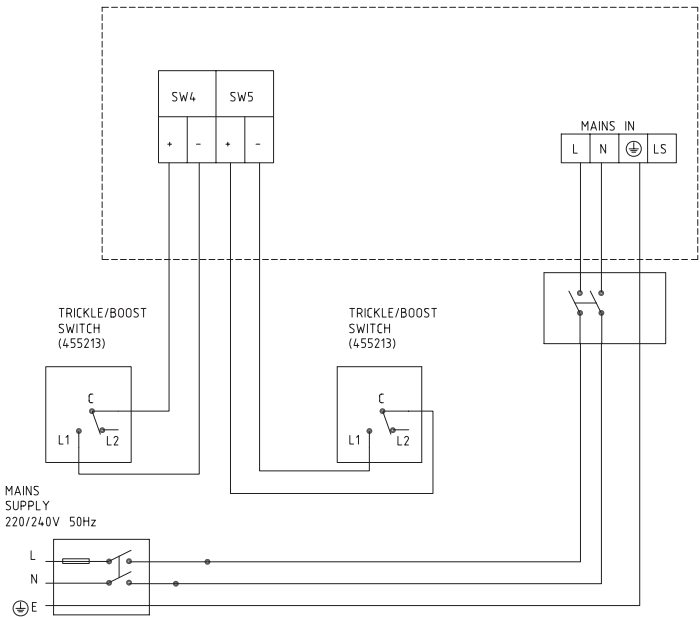 SW4 SW5
+ - + -
MAINS IN
L N LS
TRICKLE/BOOST
SWITCH
(455213)
C
L1 L2
TRICKLE/BOOST
SWITCH
(455213)
C
L1 L2
MAINS
SUPPLY
220/240V 50Hz
L
N
E